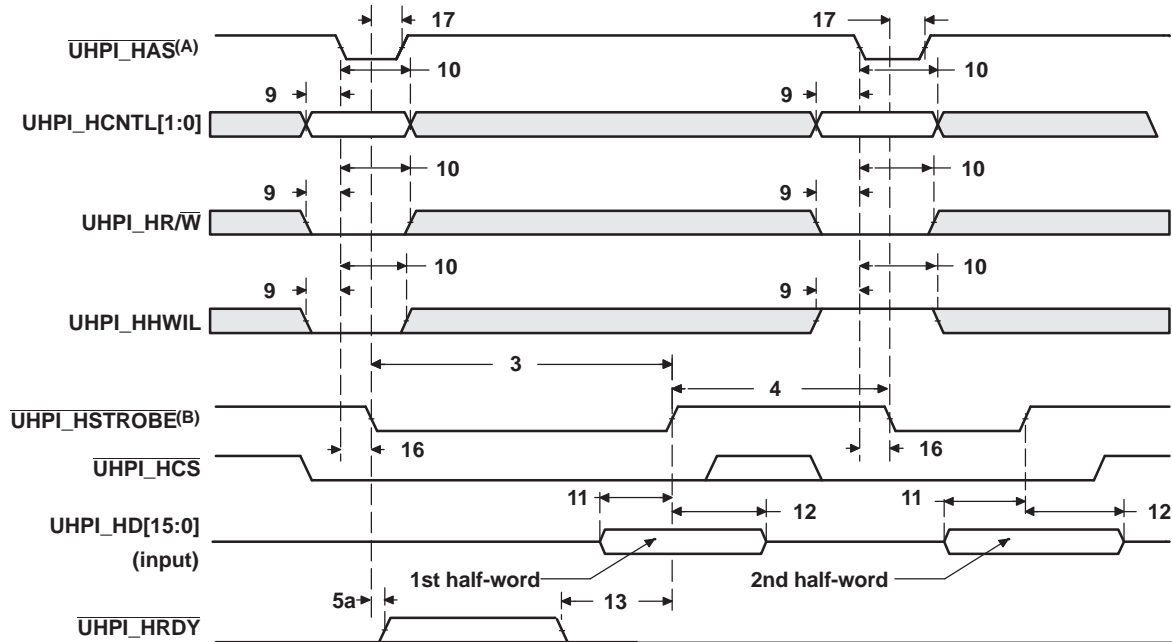 17 17
UHPI_HAS(A)
10 10
9 9
UHPI_HCNTL[1:0]
10 10
9 9
UHPI_HR/W
10 10
9 9
UHPI_HHWIL
3
4
UHPI_HSTROBE(B)
16 16
UHPI_HCS
11 11
UHPI_HD[15:0] 12 12
(input)
1st half-word 2nd half-word
5a 13
UHPI_HRDY